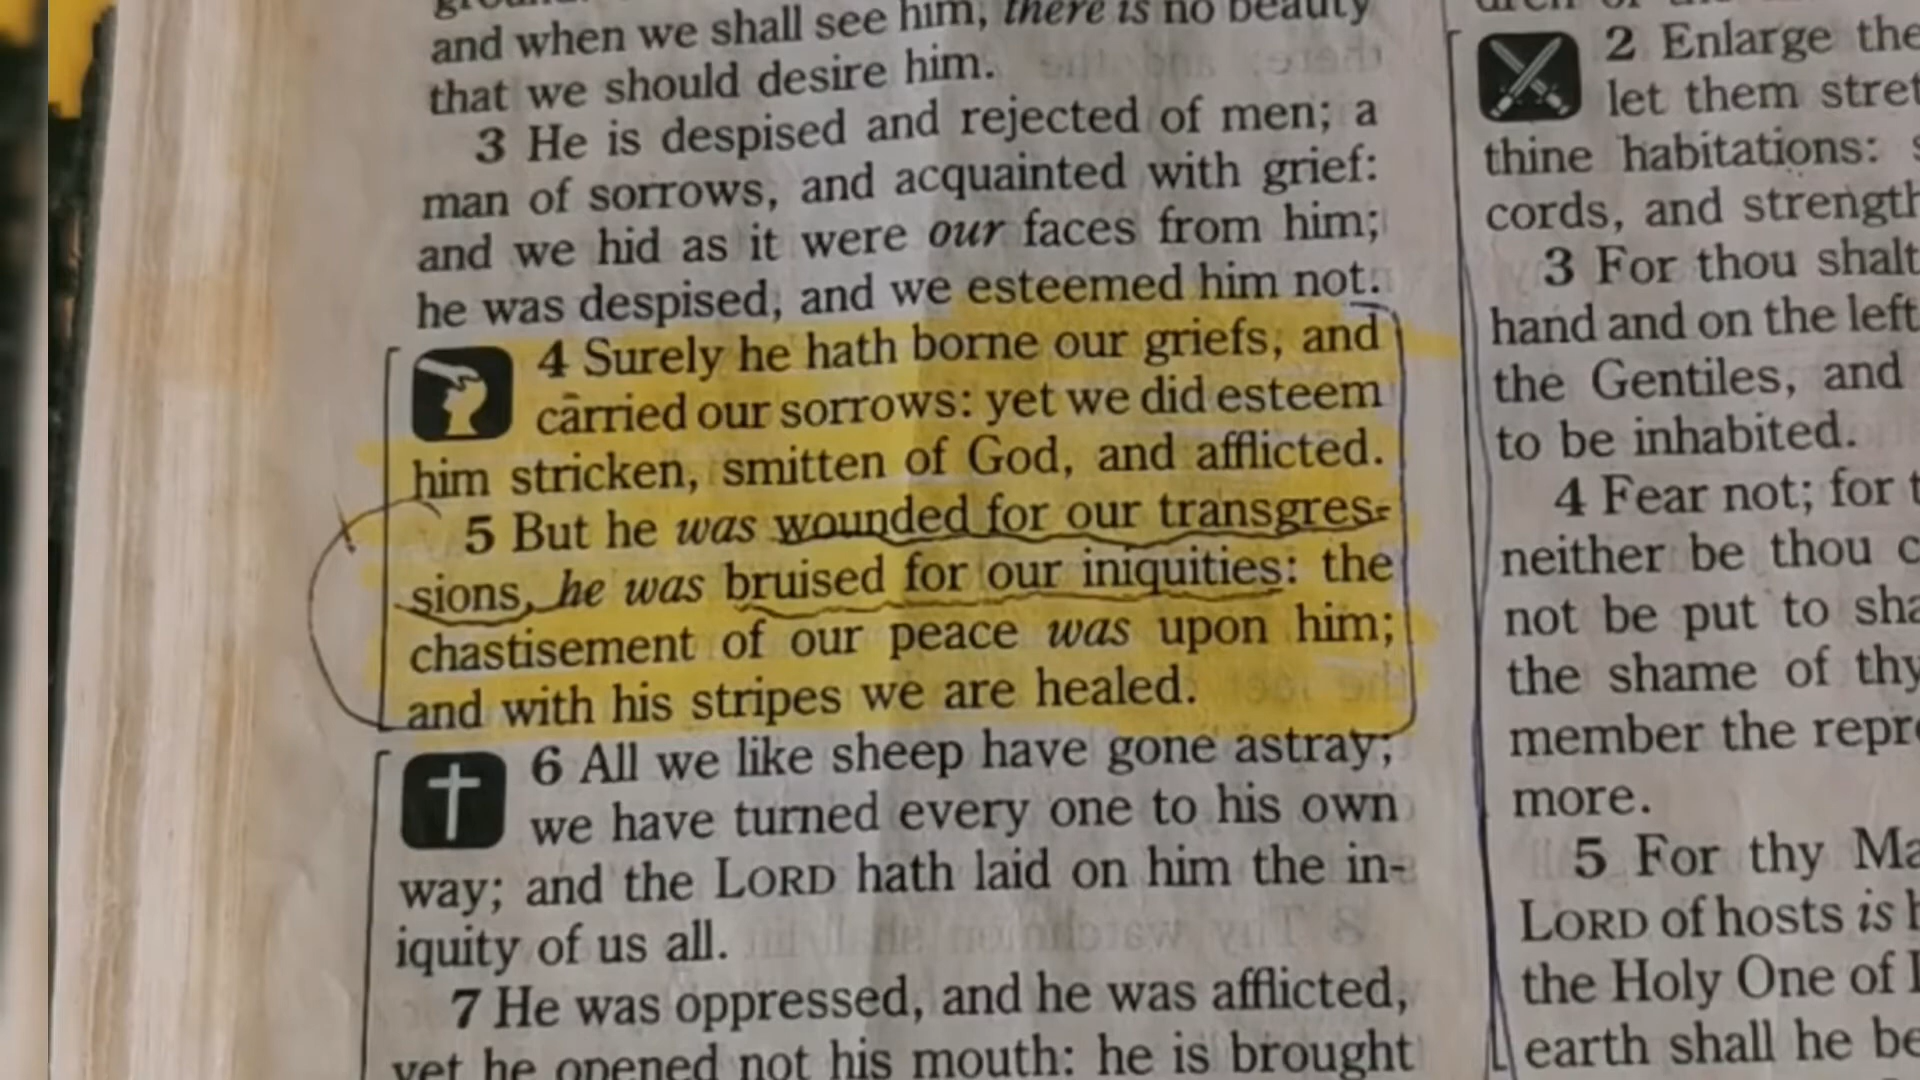 and when we shall see him, there is no beauty
that we should desire him.
3 He is despised and rejected of men; a
man of sorrows, and acquainted with grief:
and we hid as it were our faces from him;
he was despised, and we esteemed him not.
4 Surely he hath borne our griefs, and
carried our sorrows: yet we did esteem
him stricken, smitten of God, and afflicted.
5 But he was wounded for our transgres-
sions, he was bruised for our iniquities: the
chastisement of our peace was upon him;
and with his stripes we are healed.
6 All we like sheep have gone astray;
we have turned every one to his own
way; and the LORD hath laid on him the in-
iquity of us all.
7 He was oppressed, and he was afflicted,
yet he opened not his mouth: he is brought
2 Enlarge the
let them
thine habitations:
cords, and
3 For thou shalt
hand and on the left
the Gentiles, and
to be inhabited.
4 Fear not; for
neither be thou
not be put to
the shame of thy
member the
more.
5 For thy
LORD of hosts is
the Holy One of
earth shall he be